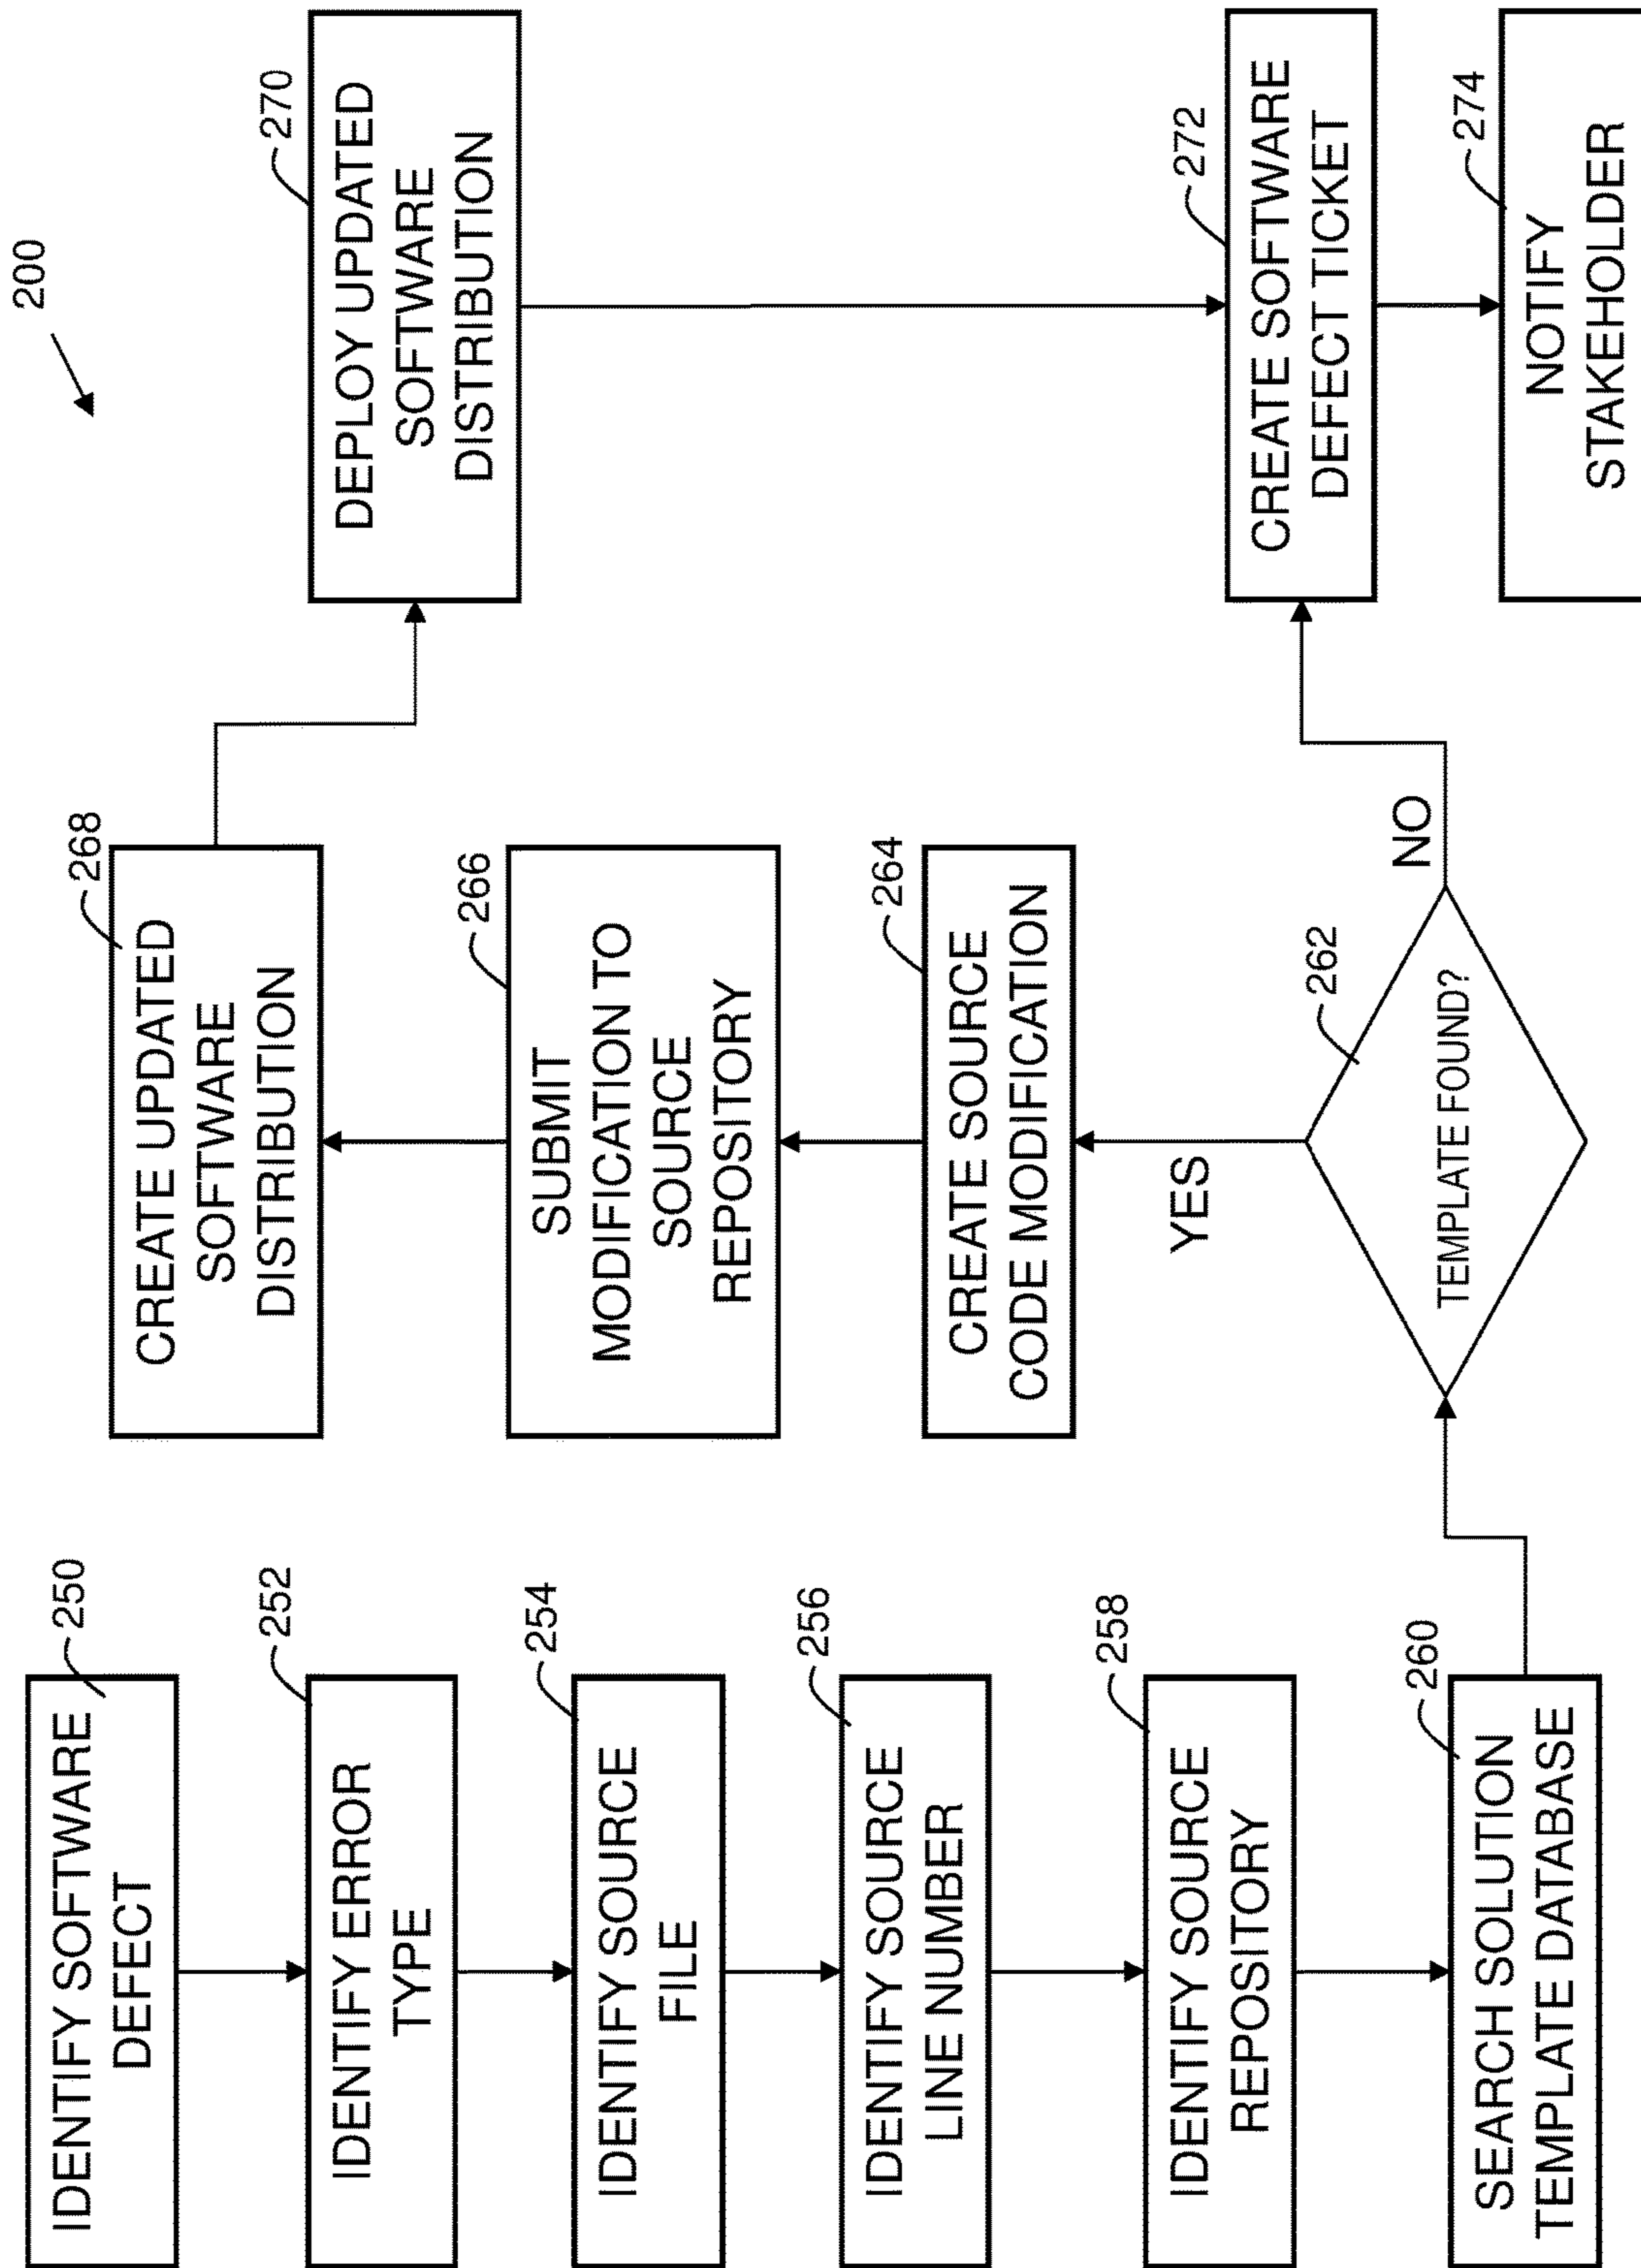 200
IDENTIFY SOFTWARE
DEFECT
250
IDENTIFY ERROR
TYPE
252
IDENTIFY SOURCE
FILE
254
IDENTIFY SOURCE
LINE NUMBER
256
IDENTIFY SOURCE
REPOSITORY
258
SEARCH SOLUTION
TEMPLATE DATABASE
260
TEMPLATE FOUND?
262
YES
NO
CREATE SOURCE
CODE MODIFICATION
264
SUBMIT
MODIFICATION TO
SOURCE
REPOSITORY
266
CREATE UPDATED
SOFTWARE
DISTRIBUTION
268
DEPLOY UPDATED
SOFTWARE
DISTRIBUTION
270
CREATE SOFTWARE
DEFECT TICKET
272
NOTIFY
STAKEHOLDER
274